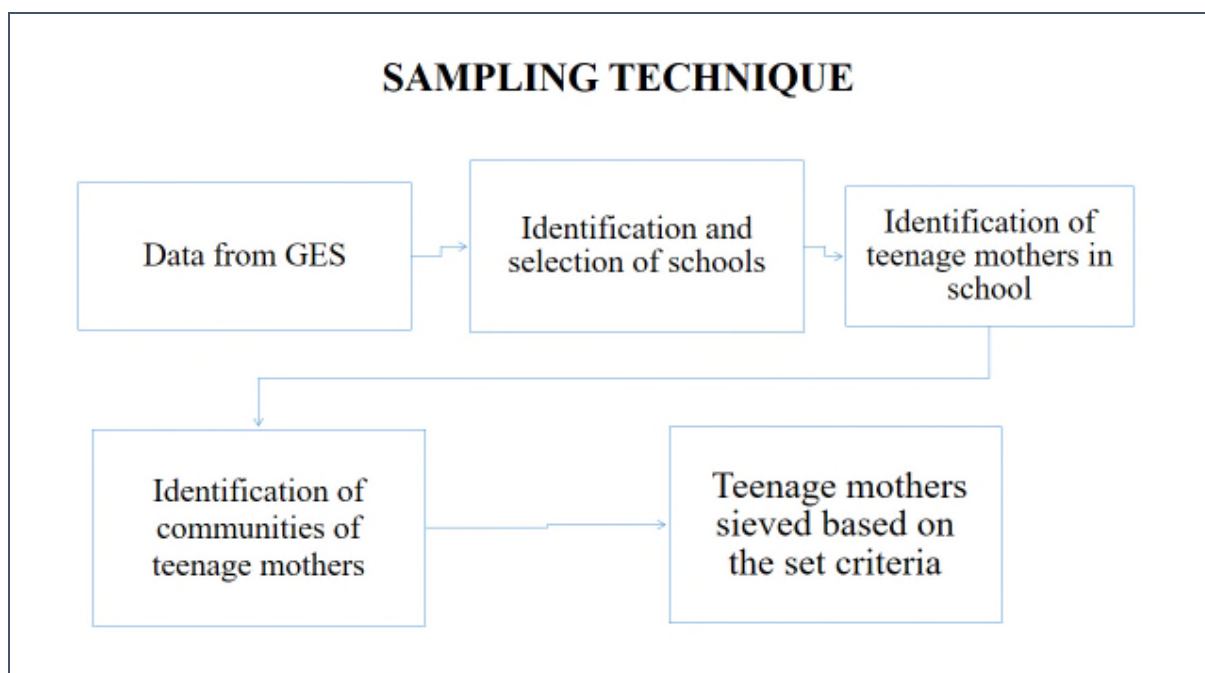 SAMPLING TECHNIQUE
Data from GES
Identification and
selection of schools
Identification of
teenage mothers in
school
Identification of
communities of
teenage mothers
Teenage mothers
sieved based on
the set criteria